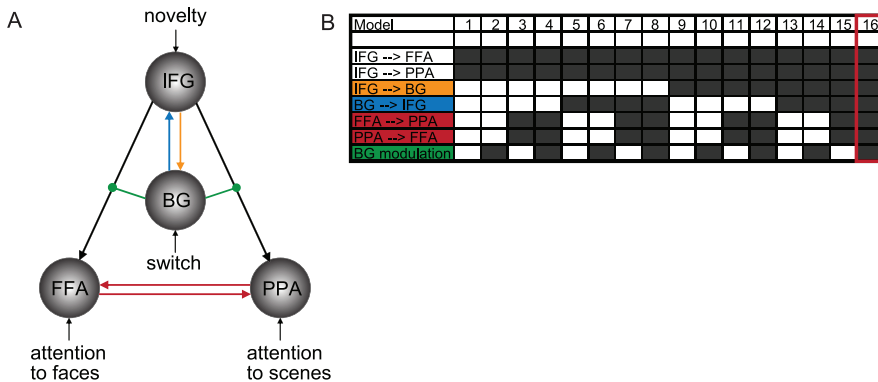 A
novelty
IFG
BG
switch
FFA
PPA
attention
to faces
attention
to scenes
B
Model 1 2 3 4 5 6 7 8 9 10 11 12 13 14 15 16
IFG --> FFA
IFG --> PPA
IFG --> BG
BG --> IFG
FFA --> PPA
PPA --> FFA
BG modulation